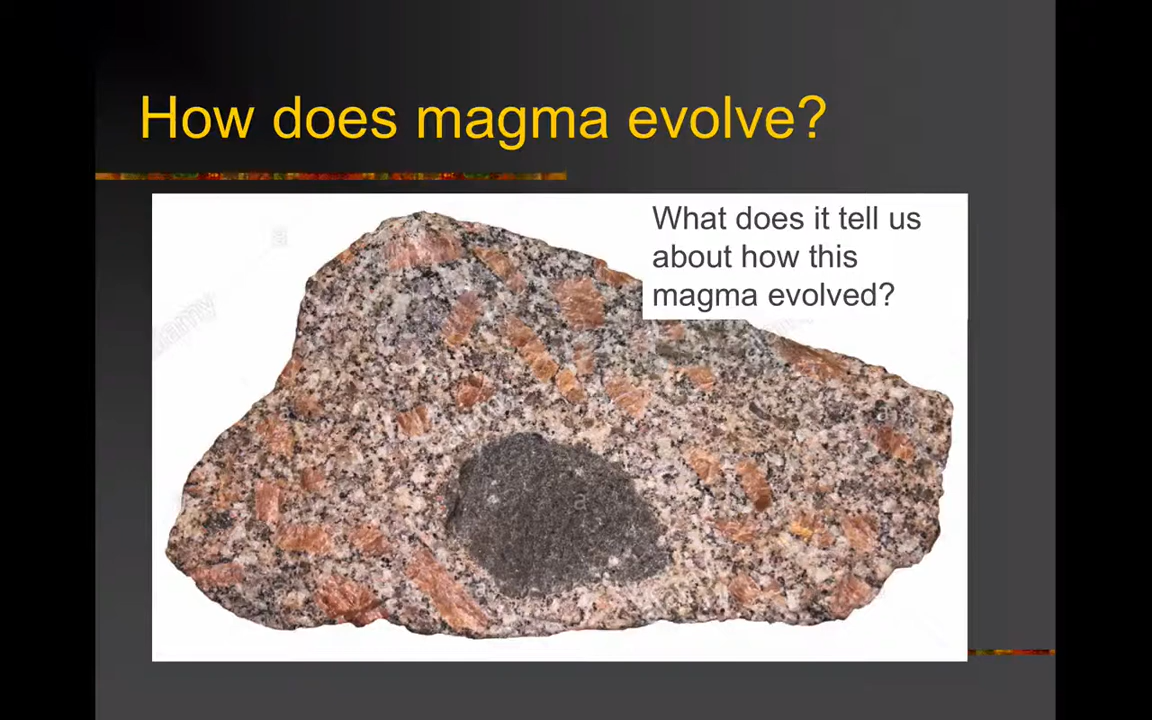 How does magma evolve?
What does it tell us
about how this
magma evolved?